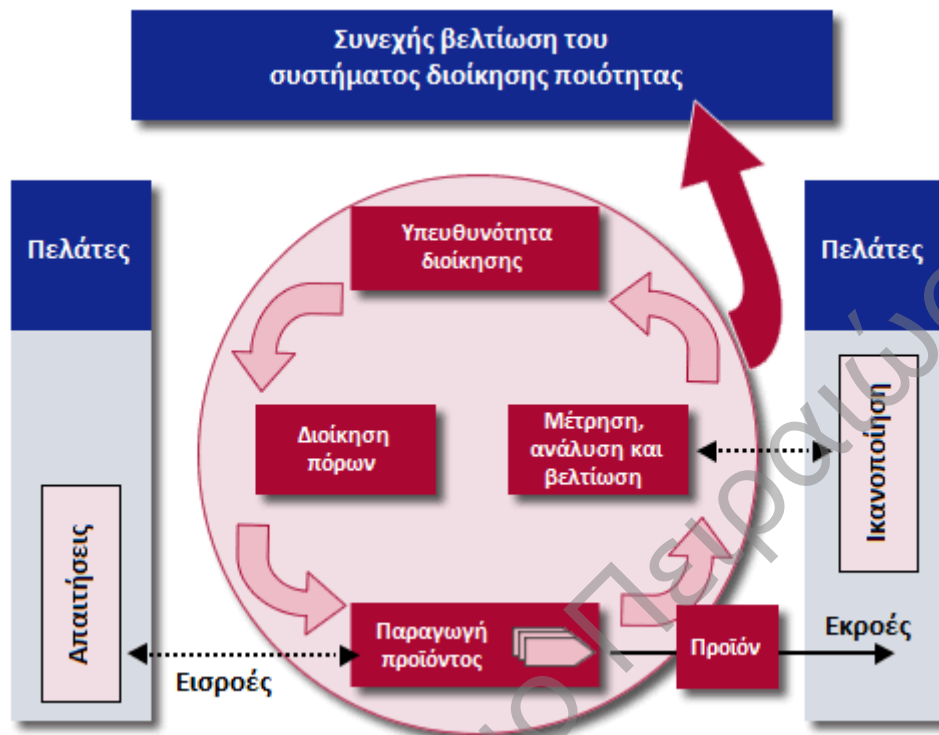 Συνεχής βελτίωση του
συστήματος διοίκησης ποιότητας
Πελάτες
Πελάτες
Υπευθυνότητα
διοίκησης
Διοίκηση
πόρων
Μέτρηση,
ανάλυση και
βελτίωση
Ικανοποίηση
Απαιτήσεις
Παραγωγή
προϊόντος
Προϊόν
Εκροές
Εισροές